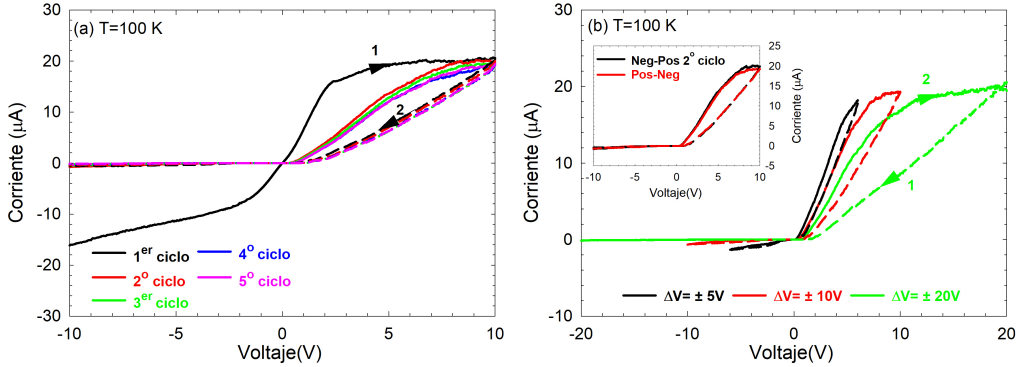 (a) T=100 K
Corriente (µA)
30
20
10
0
-10
-20
-30
1
2
1er ciclo
2o ciclo
3er ciclo
4o ciclo
5o ciclo
-10
-5
0
5
10
Voltaje(V)
(b) T=100 K
Corriente (µA)
30
20
10
0
-10
Neg-Pos 2o ciclo
Pos-Neg
25
20
15
10
5
0
-5
Corriente (µA)
-10
-5
0
5
10
Voltaje(V)
2
1
ΔV= ± 5V
ΔV= ± 10V
ΔV= ± 20V
-20
-10
0
10
20
Voltaje(V)